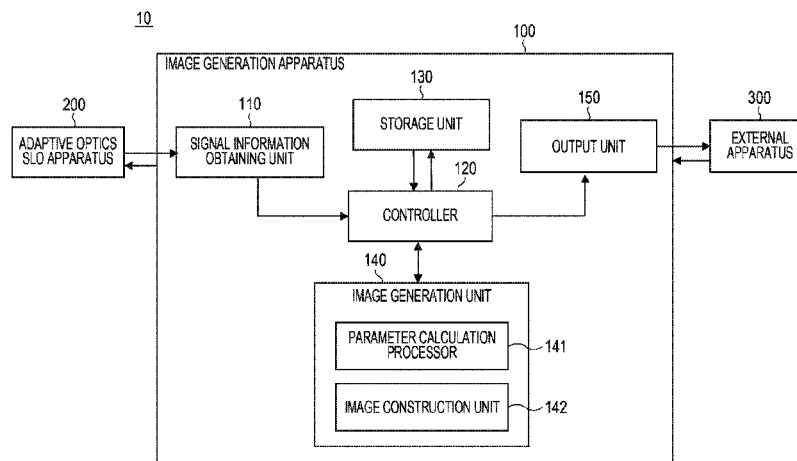 10
100
IMAGE GENERATION APPARATUS
200
ADAPTIVE OPTICS
SLO APPARATUS
110
SIGNAL INFORMATION
OBTAINING UNIT
130
STORAGE UNIT
150
OUTPUT UNIT
300
EXTERNAL
APPARATUS
120
CONTROLLER
140
IMAGE GENERATION UNIT
PARAMETER CALCULATION
PROCESSOR
141
IMAGE CONSTRUCTION UNIT
142